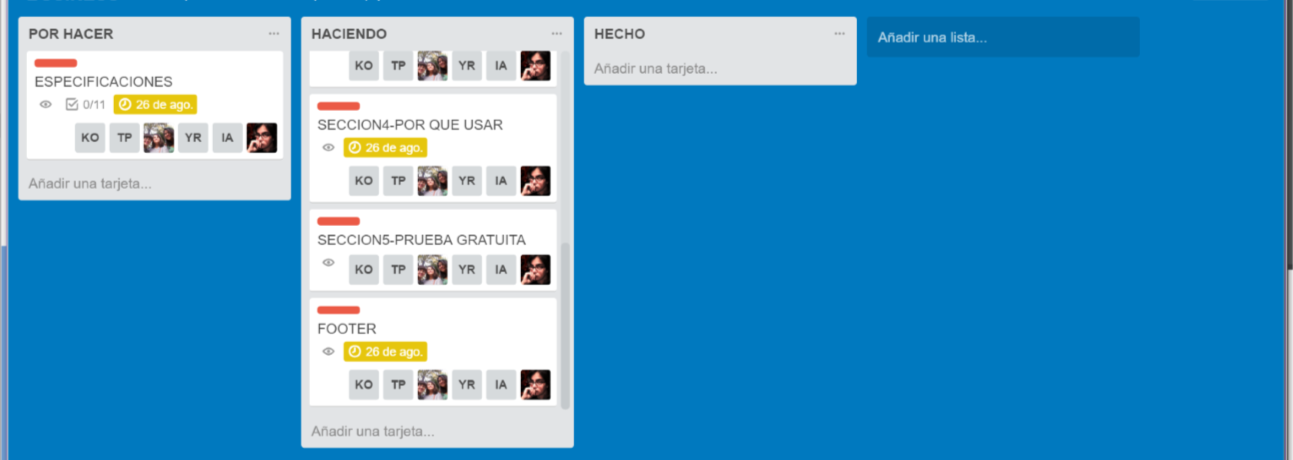 POR HACER
ESPECIFICACIONES
0/11 26 de ago.
KO TP YR IA
Añadir una tarjeta...
HACIENDO
KO TP YR IA
SECCION4-POR QUE USAR
26 de ago.
KO TP YR IA
SECCION5-PRUEBA GRATUITA
KO TP YR IA
FOOTER
26 de ago.
KO TP YR IA
Añadir una tarjeta...
HECHO
Añadir una tarjeta...
Añadir una lista...